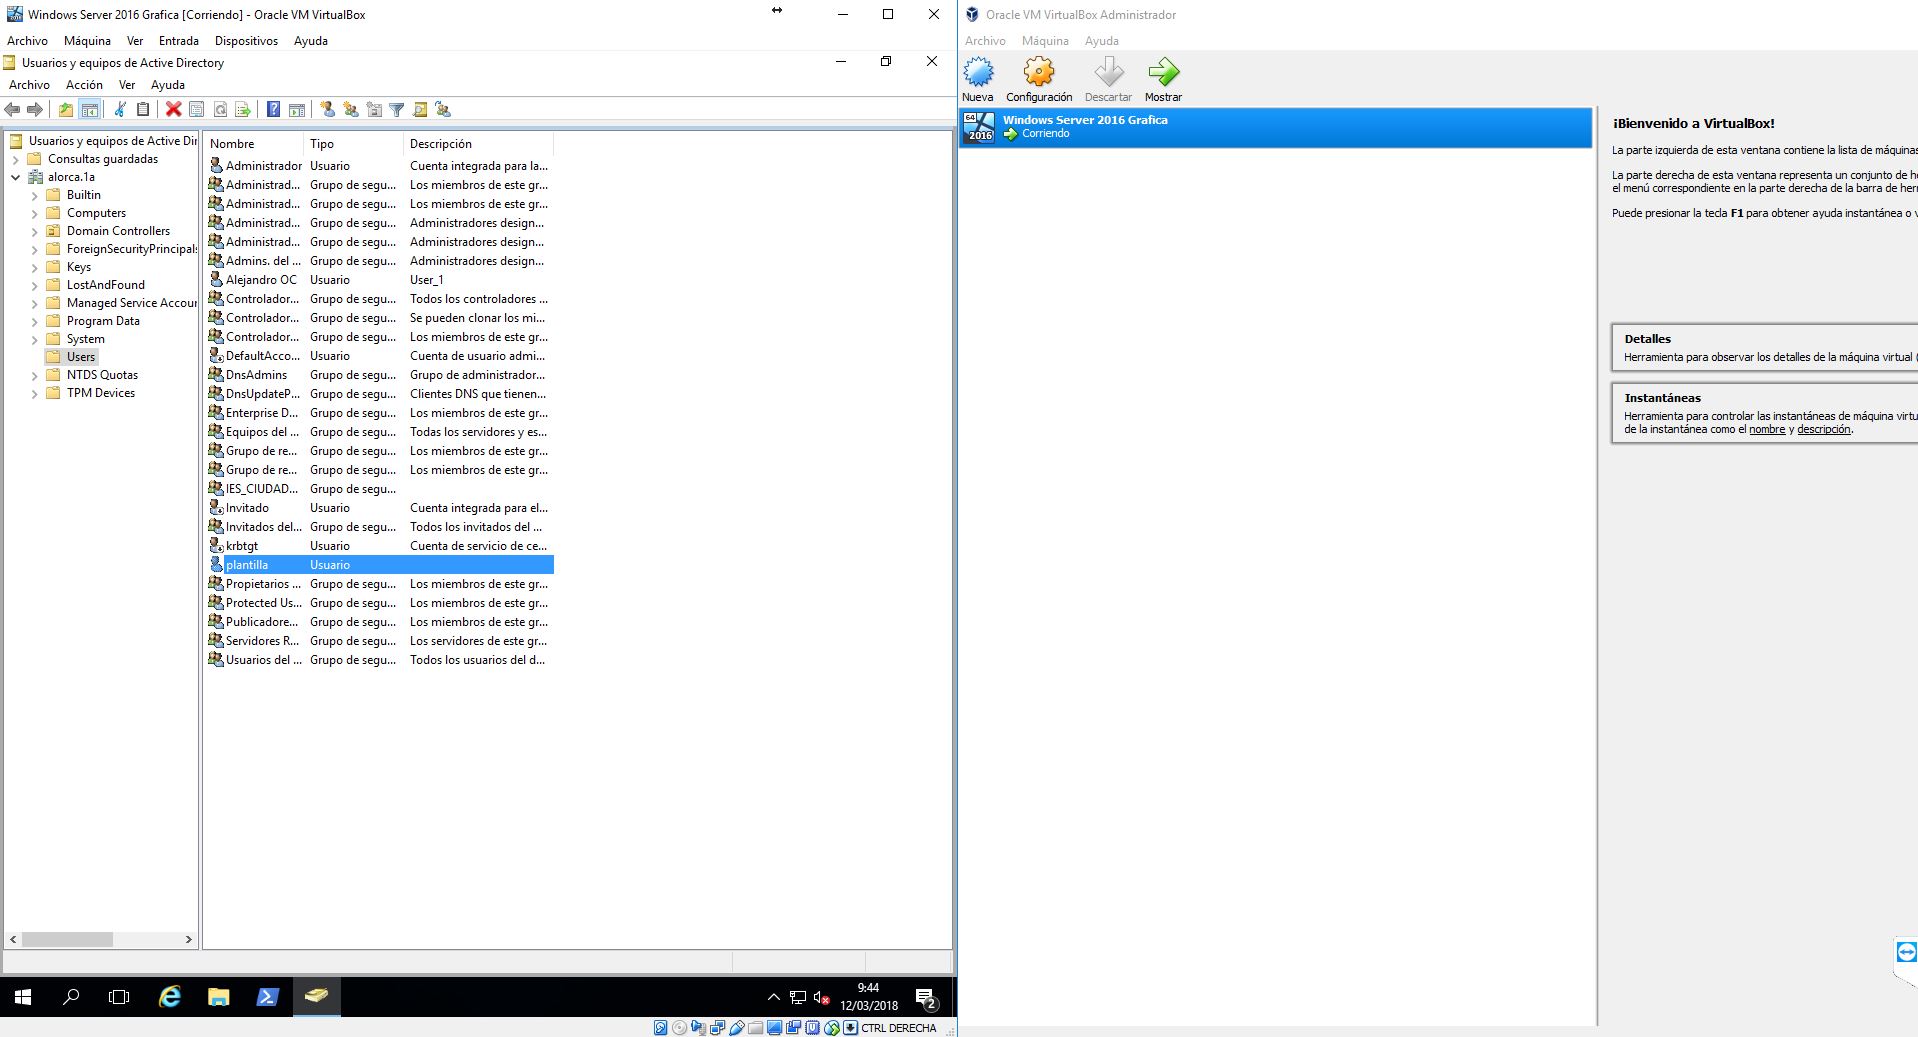 Windows Server 2016 Grafica [Corriendo] - Oracle VM VirtualBox
Archivo Máquina Ver Entrada Dispositivos Ayuda
Usuarios y equipos de Active Directory
Archivo Acción Ver Ayuda
Usuarios y equipos de Active Dir
Consultas guardadas
alorca.1a
Builtin
Computers
Domain Controllers
ForeignSecurityPrincipals
Keys
LostAndFound
Managed Service Accour
Program Data
System
Users
NTDS Quotas
TPM Devices
Nombre Tipo Descripción
Administrador Usuario Cuenta integrada para la...
Administrad... Grupo de segu... Los miembros de este gr...
Administrad... Grupo de segu... Los miembros de este gr...
Administrad... Grupo de segu... Administradores design...
Administrad... Grupo de segu... Administradores design...
Admins. del ... Grupo de segu... Administradores design...
Alejandro OC Usuario User_1
Controlador... Grupo de segu... Todos los controladores ...
Controlador... Grupo de segu... Se pueden clonar los mi...
Controlador... Grupo de segu... Los miembros de este gr...
DefaultAcco... Usuario Cuenta de usuario admi...
DnsAdmins Grupo de segu... Grupo de administrador...
DnsUpdateP... Grupo de segu... Clientes DNS que tienen...
Enterprise D... Grupo de segu... Los miembros de este gr...
Equipos del ... Grupo de segu... Todas los servidores y es...
Grupo de re... Grupo de segu... Los miembros de este gr...
Grupo de re... Grupo de segu... Los miembros de este gr...
IES_CIUDAD... Grupo de segu...
Invitado Usuario Cuenta integrada para el...
Invitados del... Grupo de segu... Todos los invitados del ...
krbtgt Usuario Cuenta de servicio de ce...
plantilla Usuario
Propietarios ... Grupo de segu... Los miembros de este gr...
Protected Us... Grupo de segu... Los miembros de este gr...
Publicadore... Grupo de segu... Los miembros de este gr...
Servidores R... Grupo de segu... Los servidores de este gr...
Usuarios del ... Grupo de segu... Todos los usuarios del d...
9:44
12/03/2018
2
CTRL DERECHA
Oracle VM VirtualBox Administrador
Archivo Máquina Ayuda
Nueva Configuración Descartar Mostrar
64
2016
Windows Server 2016 Grafica
Corriendo
¡Bienvenido a VirtualBox!
La parte izquierda de esta ventana contiene la lista de máquinas
La parte derecha de esta ventana representa un conjunto de he
el menú correspondiente en la parte derecha de la barra de herr
Puede presionar la tecla F1 para obtener ayuda instantánea o v
Detalles
Herramienta para observar los detalles de la máquina virtual (
Instantáneas
Herramienta para controlar las instantáneas de máquina virtu
de la instantánea como el nombre y descripción.